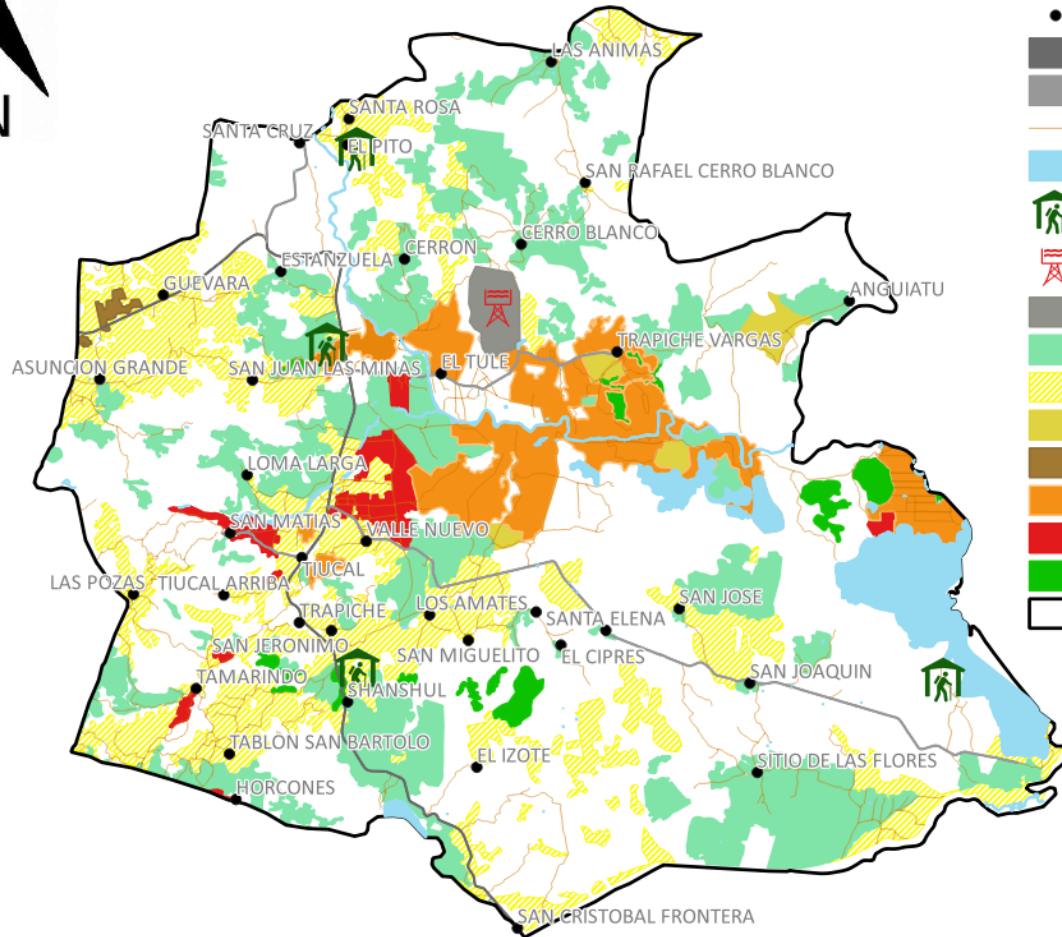 LAS ANIMAS
SANTA ROSA
SANTA CRUZ
EL PITO
SAN RAFAEL CERRO BLANCO
CERRO BLANCO
CERRON
ESTANZUELA
GUEVARA
ANGUIATU
TRAPICHE VARGAS
EL TULE
ASUNCION GRANDE
SAN JUAN LAS MINAS
LOMA LARGA
SAN MATIAS
VALLE NUEVO
TIUCAL
LAS POZAS
TIUCAL ARRIBA
TRAPICHE
LOS AMATES
SAN JOSE
SANTA ELENA
SAN JERONIMO
SAN MIGUELITO
EL CIPRES
TAMARINDO
SHANSHUL
SAN JOAQUIN
TABLON SAN BARTOLO
EL IZOTE
SITIO DE LAS FLORES
HORCONES
SAN CRISTOBAL FRONTERA
N